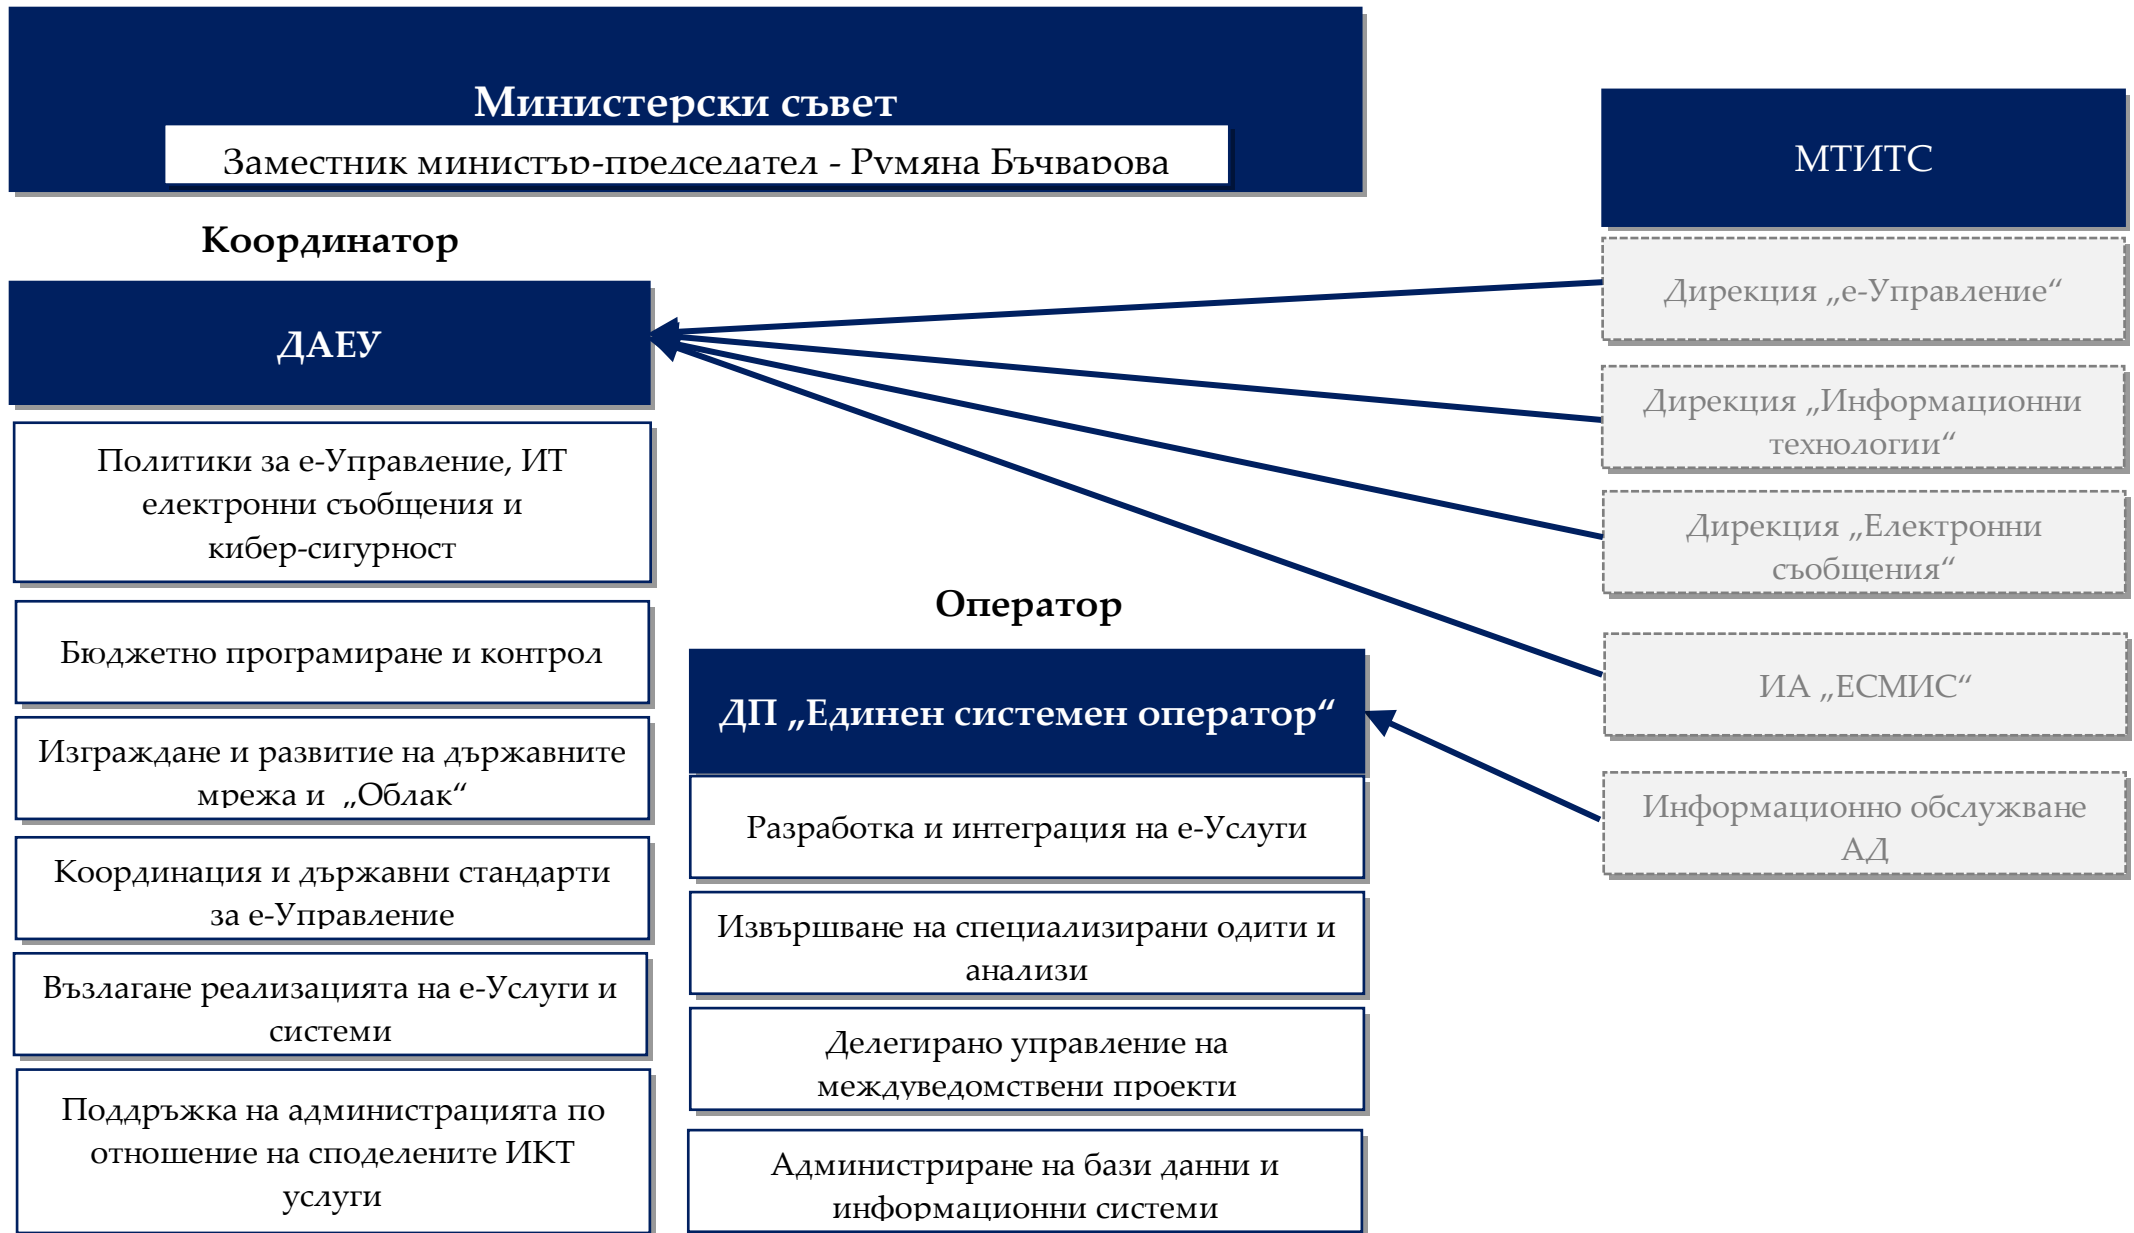 Министерски съвет
Заместник министър-председател - Румяна Бъчварова
Координатор
ДАЕУ
Политики за е-Управление, ИТ
електронни съобщения и
кибер-сигурност
Бюджетно програмиране и контрол
Изграждане и развитие на държавните
мрежа и „Облак“
Координация и държавни стандарти
за е-Управление
Възлагане реализацията на е-Услуги и
системи
Поддръжка на администрацията по
отношение на споделените ИКТ
услуги
Оператор
ДП „Единен системен оператор“
Разработка и интеграция на е-Услуги
Извършване на специализирани одити и
анализи
Делегирано управление на
междуведомствени проекти
Администриране на бази данни и
информационни системи
МТИТС
Дирекция „е-Управление“
Дирекция „Информационни
технологии“
Дирекция „Електронни
съобщения“
ИА „ЕСМИС“
Информационно обслужване
АД